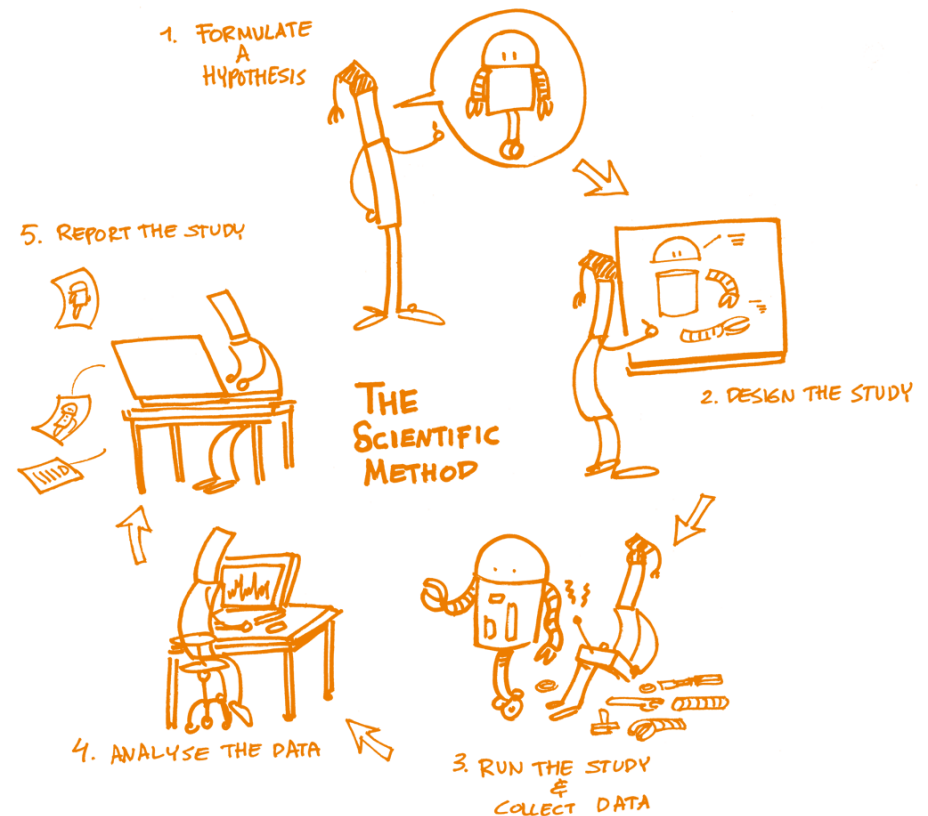 1. FORMULATE
A
HYPOTHESIS
2. DESIGN THE STUDY
3. RUN THE STUDY
&
COLLECT DATA
4. ANALYSE THE DATA
5. REPORT THE STUDY
THE
SCIENTIFIC
METHOD